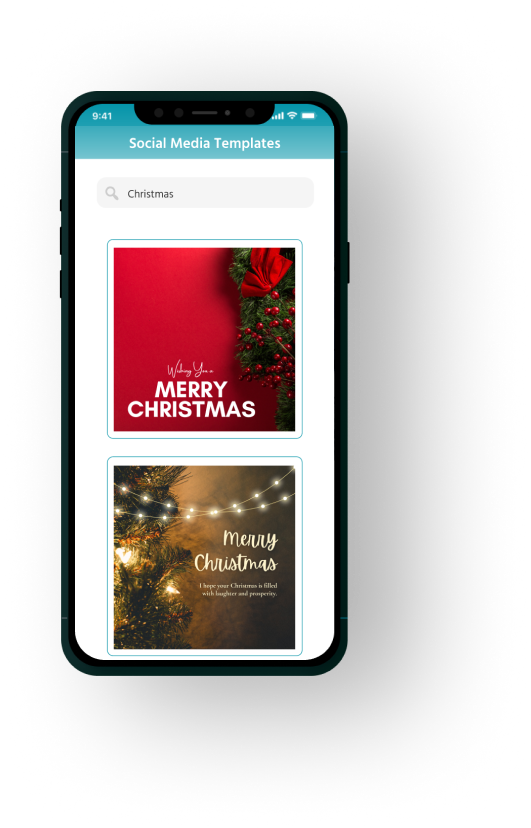 9:41
Social Media Templates
Christmas
Wishing You a
MERRY
CHRISTMAS
Merry
Christmas
I hope your Christmas is filled
with laughter and prosperity.